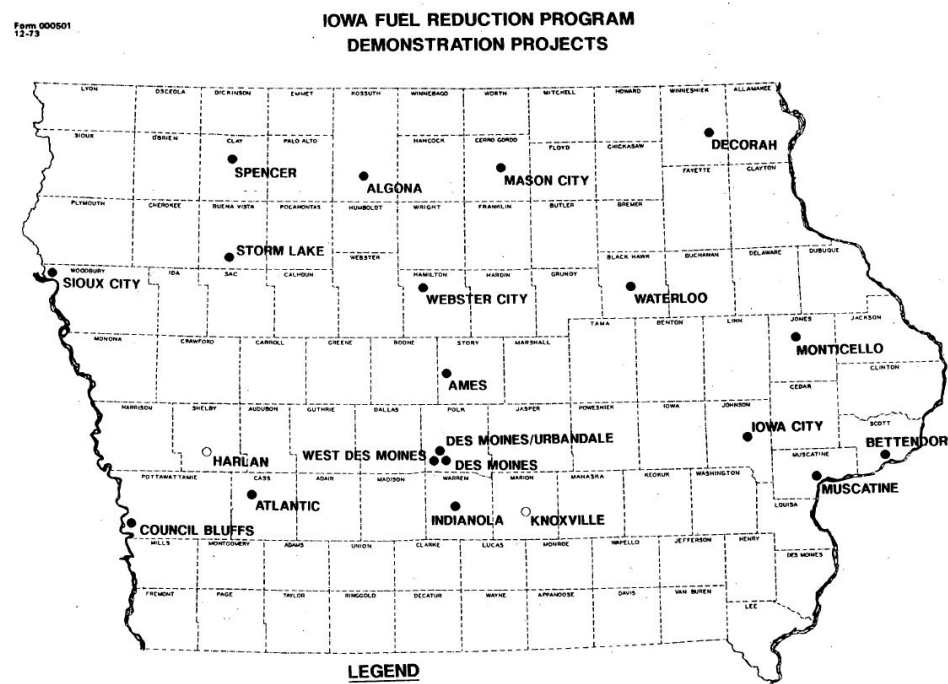 Form 000501
12-73
IOWA FUEL REDUCTION PROGRAM
DEMONSTRATION PROJECTS
LYON OSCEOLA DICKINSON EMMET KOSSUTH WINNEBAGO WORTH MITCHELL HOWARD WINNESHIEK ALLAMAKEE
SIOUX O'BRIEN CLAY PALO ALTO HANCOCK CERRO GORDO FLOYD CHICKASAW
DECORAH
SPENCER ALGONA MASON CITY
FAYETTE CLAYTON
PLYMOUTH CHEROKEE BUENA VISTA POCAHONTAS HUMBOLDT WRIGHT FRANKLIN BUTLER BREMER
STORM LAKE
WEBSTER BLACK HAWK BUCHANAN DELAWARE DUBUQUE
WOODBURY IDA SAC CALHOUN HAMILTON HARDIN GRUNDY
SIOUX CITY WEBSTER CITY WATERLOO
TAMA BENTON LINN JONES JACKSON
MONONA CRAWFORD CARROLL GREENE BOONE STORY MARSHALL
MONTICELLO
CLINTON
AMES
CEDAR
HARRISON SHELBY AUDUBON GUTHRIE DALLAS POLK JASPER POWESHIEK IOWA JOHNSON
SCOTT
IOWA CITY
DES MOINES/URBANDALE
BETTENDOR
HARLAN WEST DES MOINES DES MOINES
MUSCATINE
POTTAWATTAMIE CASS ADAIR MADISON WARREN MARION MAHASKA KEOKUK WASHINGTON
MUSCATINE
ATLANTIC INDIANOLA KNOXVILLE
LOUISA
COUNCIL BLUFFS
MILLS MONTGOMERY ADAMS UNION CLARKE LUCAS MONROE WAPELLO JEFFERSON HENRY
DES MOINES
FREMONT PAGE TAYLOR RINGGOLD DECATUR WAYNE APPANOOSE DAVIS VAN BUREN
LEE
LEGEND